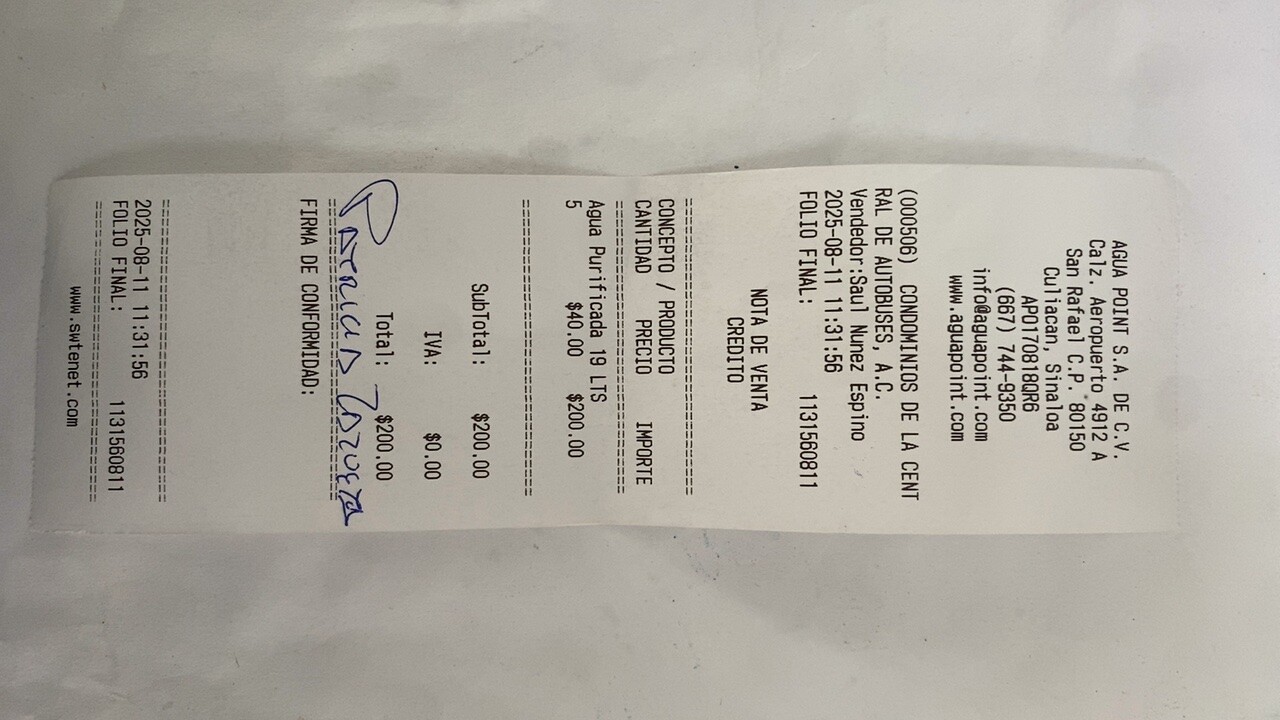 AGUA POINT S.A. DE C.V.
Calz. Aeropuerto 4912 A
San Rafael C.P. 80150
Culiacan, Sinaloa
APO170818QR6
(667) 744-9350
info@aguapoint.com
www.aguapoint.com
(000506) CONDOMINIOS DE LA CENT
RAL DE AUTOBUSES, A.C.
Vendedor:Saul Nunez Espino
2025-08-11 11:31:56
FOLIO FINAL: 1131560811
NOTA DE VENTA
CREDITO
===============================
CONCEPTO / PRODUCTO
CANTIDAD PRECIO IMPORTE
===============================
Agua Purificada 19 LTS
5 $40.00 $200.00
===============================
SubTotal: $200.00
IVA: $0.00
Total: $200.00
Patricia
===============================
FIRMA DE CONFORMIDAD:
===============================
2025-08-11 11:31:56
FOLIO FINAL: 1131560811
===============================
www.swtenet.com